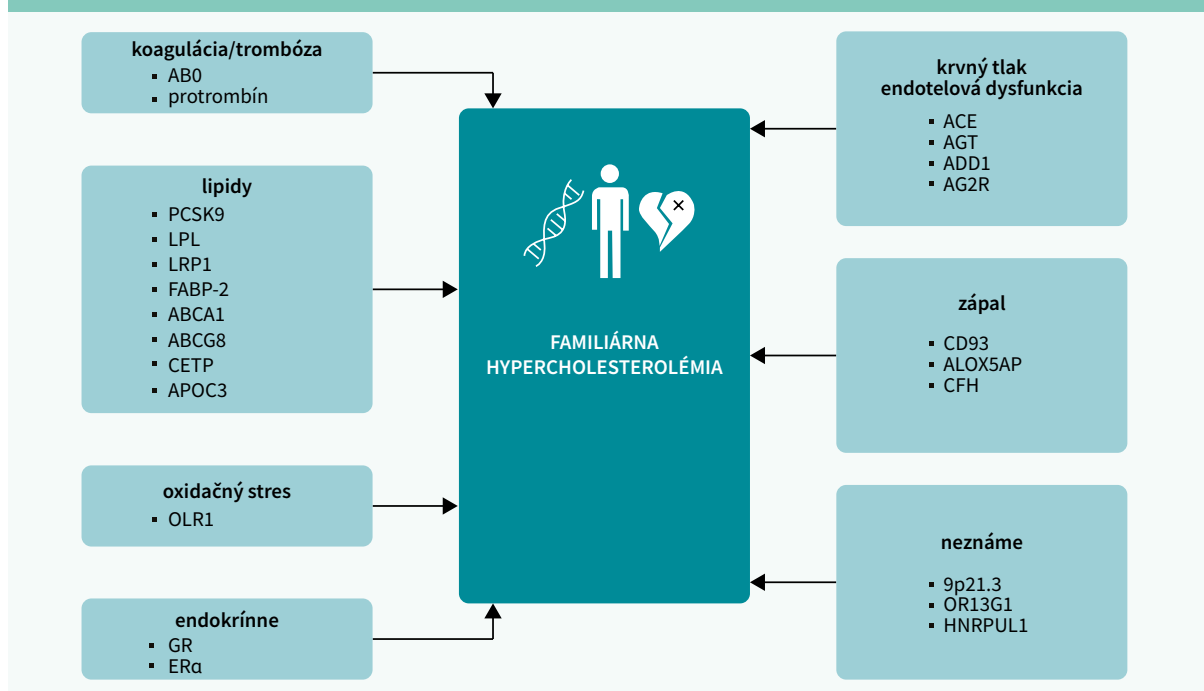 koagulácia/trombóza
▪ AB0
▪ protrombín
lipidy
▪ PCSK9
▪ LPL
▪ LRP1
▪ FABP-2
▪ ABCA1
▪ ABCG8
▪ CETP
▪ APOC3
oxidačný stres
▪ OLR1
endokrínne
▪ GR
▪ ERα
FAMILIÁRNA
HYPERCHOLESTEROLÉMIA
krvný tlak
endotelová dysfunkcia
▪ ACE
▪ AGT
▪ ADD1
▪ AG2R
zápal
▪ CD93
▪ ALOX5AP
▪ CFH
neznáme
▪ 9p21.3
▪ OR13G1
▪ HNRPUL1